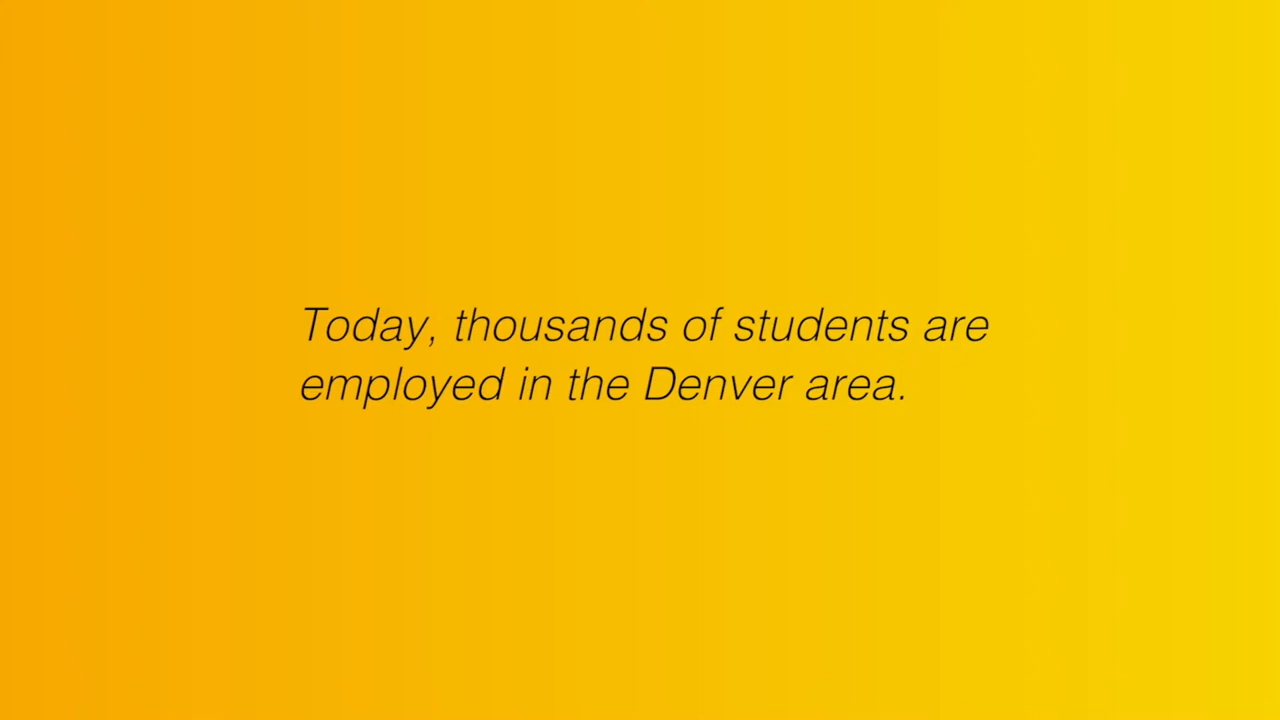 Today, thousands of students are
employed in the Denver area.